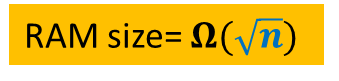 RAM size= Ω(√n)